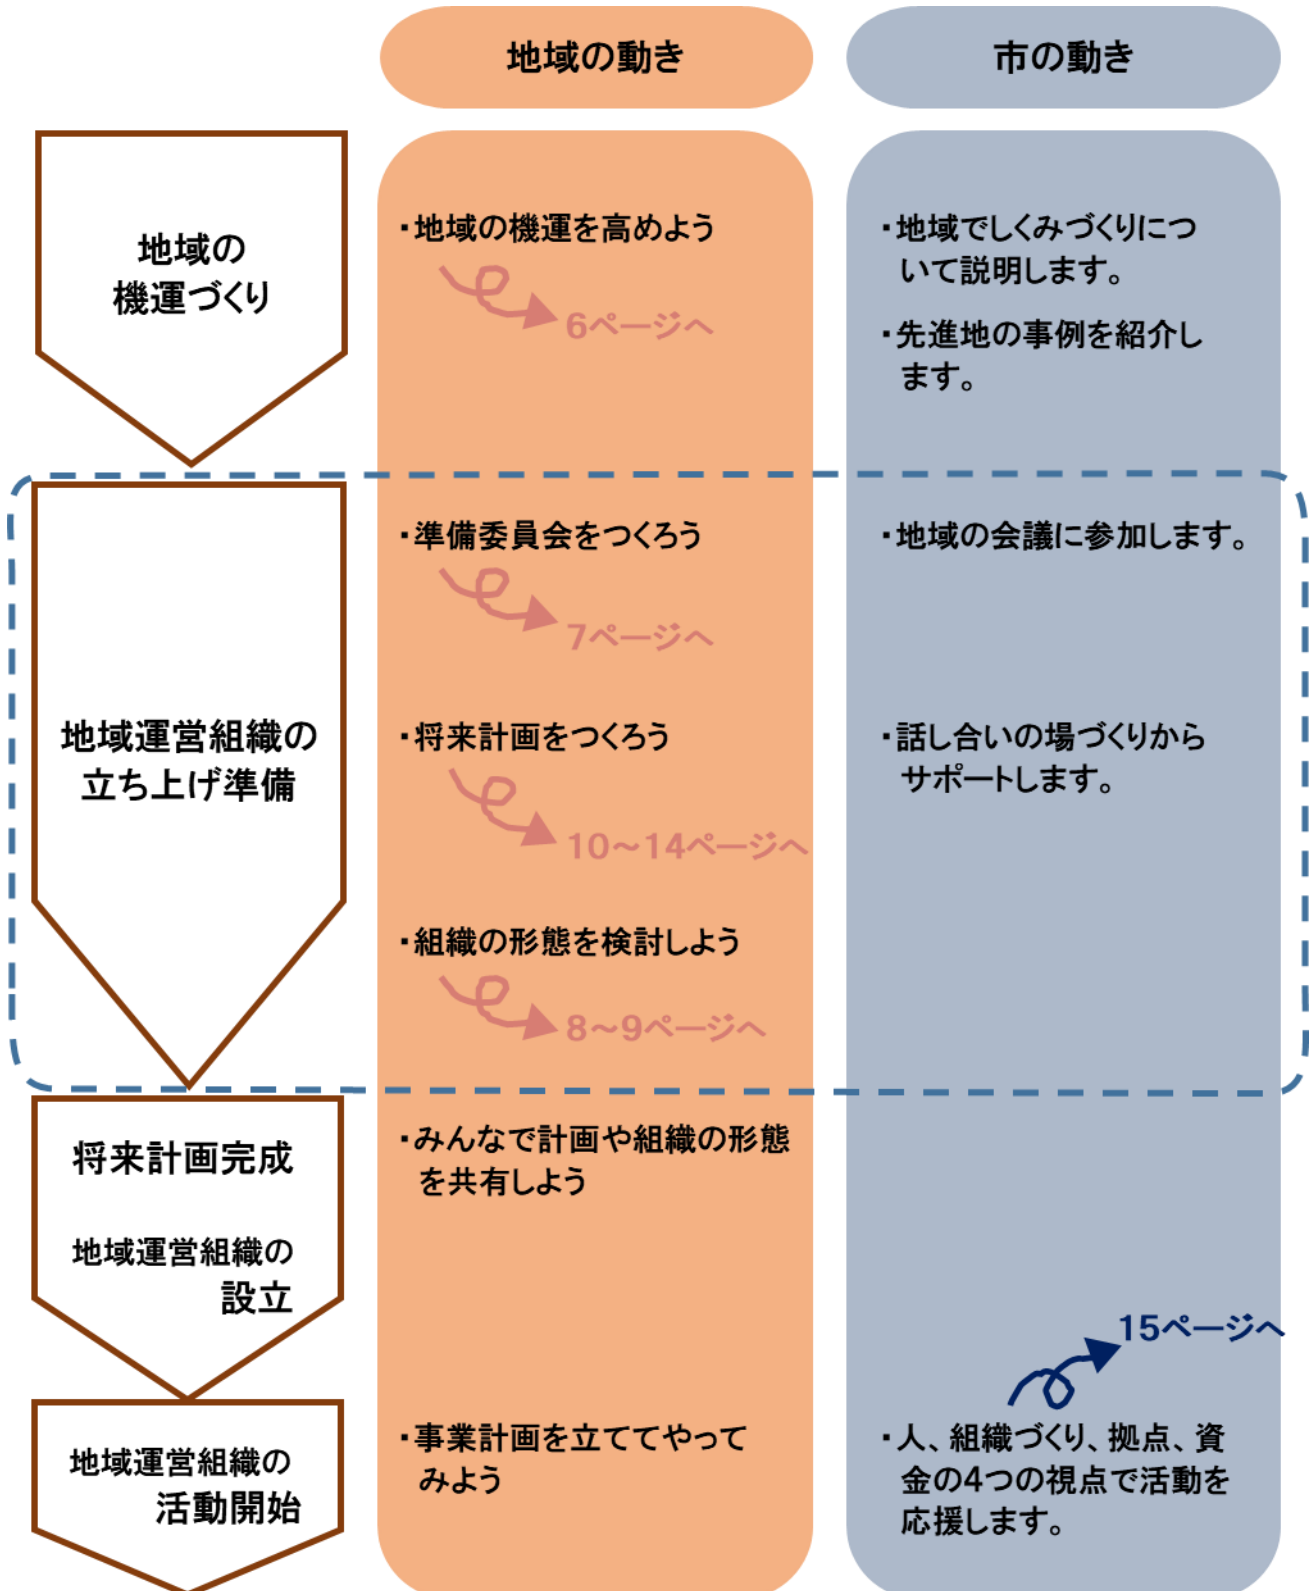 地域の動き
市の動き
地域の
機運づくり
・地域の機運を高めよう
6ページへ
・地域でしくみづくりにつ
いて説明します。
・先進地の事例を紹介し
ます。
地域運営組織の
立ち上げ準備
・準備委員会をつくろう
7ページへ
・将来計画をつくろう
10～14ページへ
・組織の形態を検討しよう
8～9ページへ
・地域の会議に参加します。
・話し合いの場づくりから
サポートします。
将来計画完成
地域運営組織の
設立
・みんなで計画や組織の形態
を共有しよう
地域運営組織の
活動開始
・事業計画を立ててやって
みよう
15ページへ
・人、組織づくり、拠点、資
金の4つの視点で活動を
応援します。